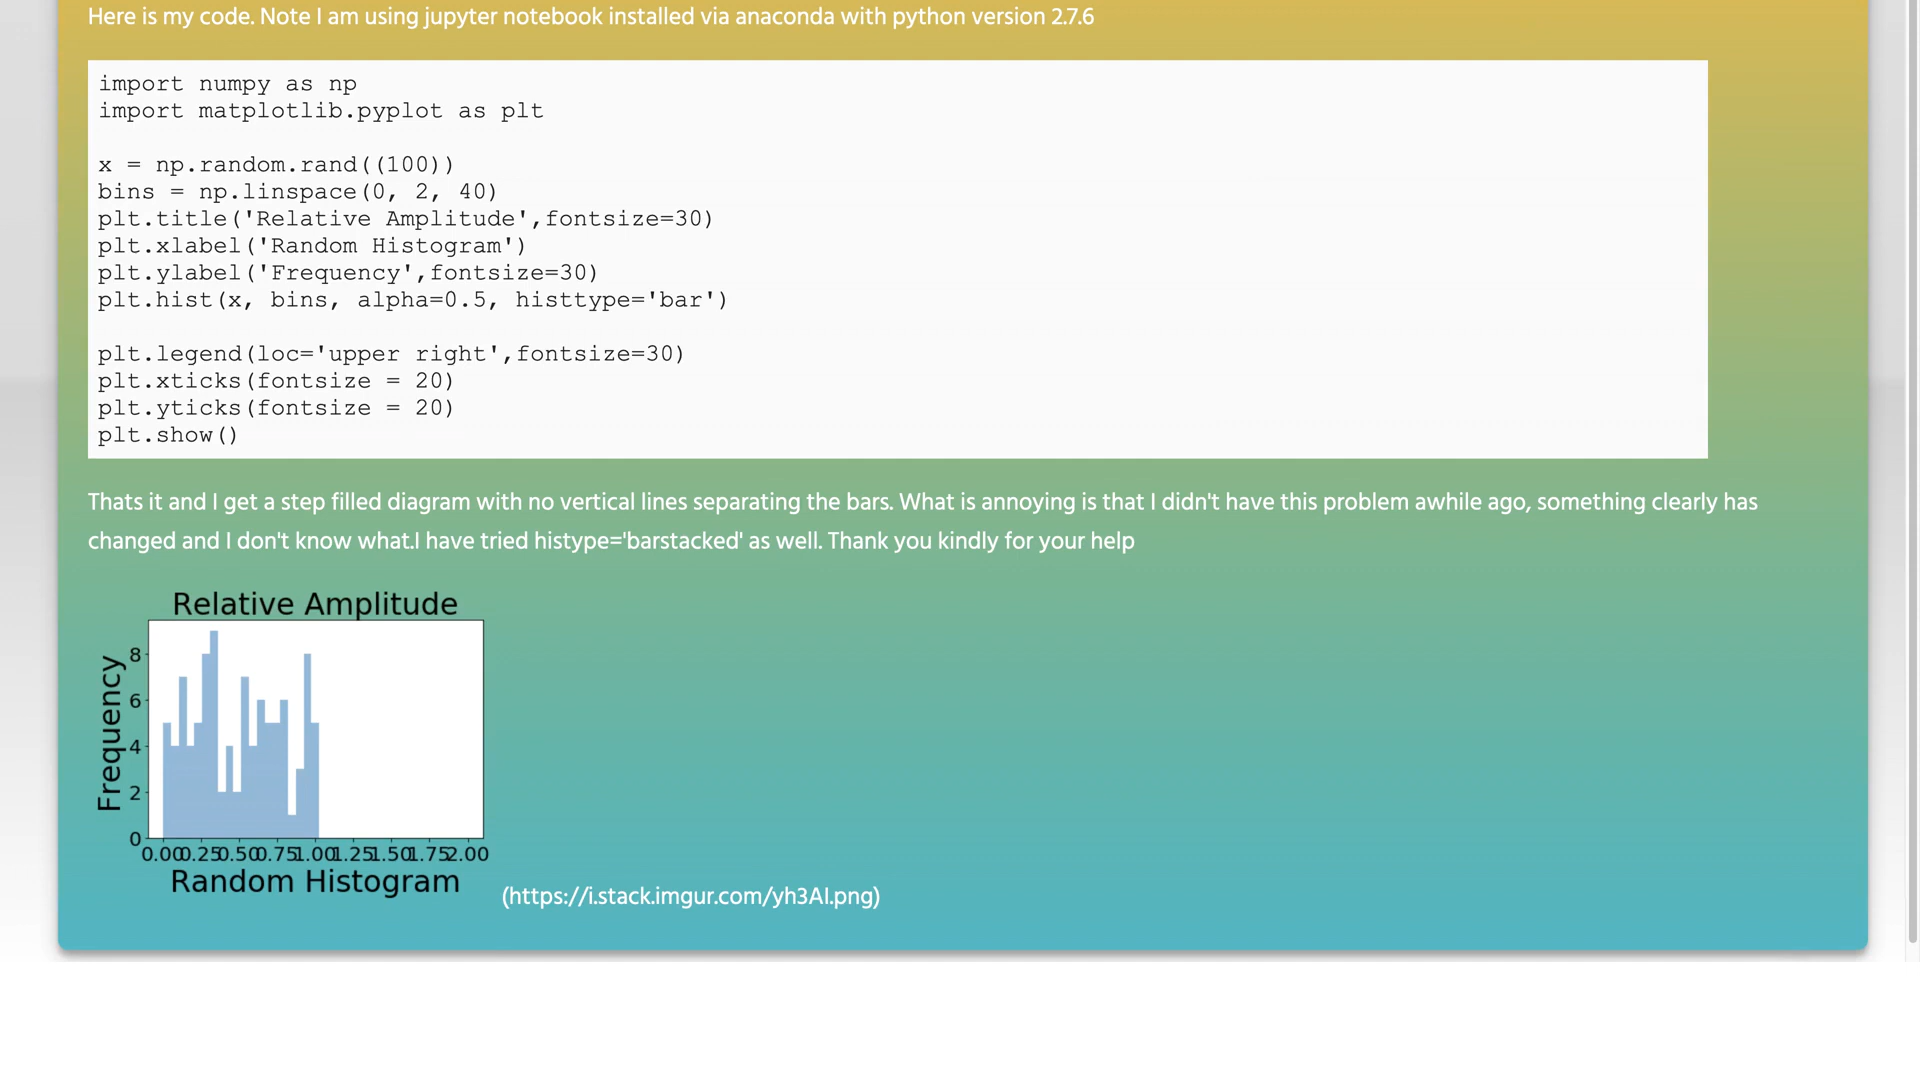 Here is my code. Note I am using jupyter notebook installed via anaconda with python version 2.7.6
import numpy as np
import matplotlib.pyplot as plt
x = np.random.rand((100))
bins = np.linspace(0, 2, 40)
plt.title('Relative Amplitude',fontsize=30)
plt.xlabel('Random Histogram')
plt.ylabel('Frequency',fontsize=30)
plt.hist(x, bins, alpha=0.5, histtype='bar')
plt.legend(loc='upper right',fontsize=30)
plt.xticks(fontsize = 20)
plt.yticks(fontsize = 20)
plt.show()
Thats it and I get a step filled diagram with no vertical lines separating the bars. What is annoying is that I didn't have this problem awhile ago, something clearly has
changed and I don't know what.I have tried histype='barstacked' as well. Thank you kindly for your help
Relative Amplitude
Frequency
8
6
4
2
0
0.00 0.25 0.50 0.75 1.00 1.25 1.50 1.75 2.00
Random Histogram
(https://i.stack.imgur.com/yh3AI.png)